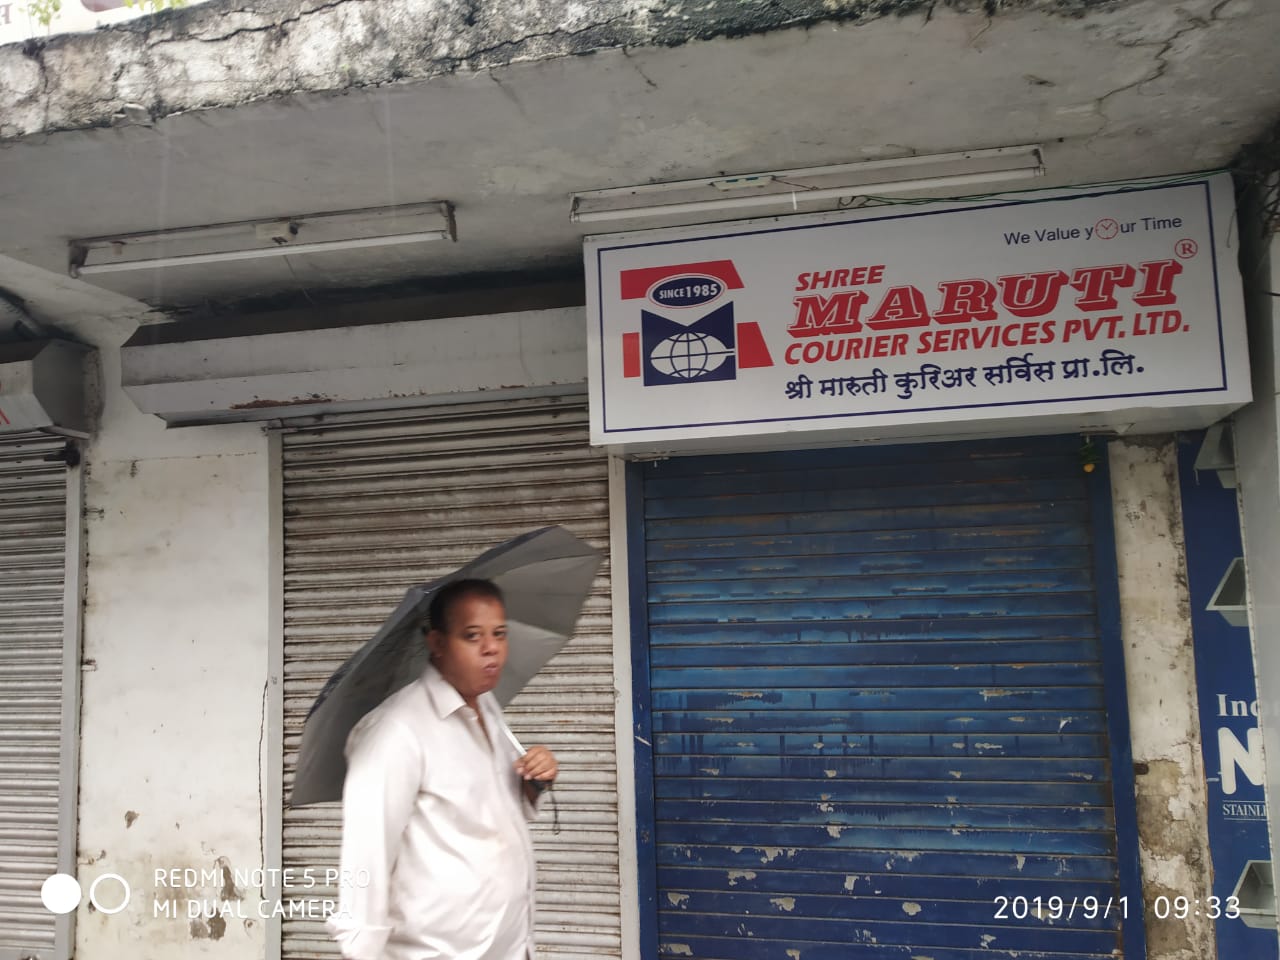 We Value your Time
SINCE 1985
SHREE
MARUTI®
COURIER SERVICES PVT. LTD.
श्री मारुती कुरिअर सर्विस प्रा.लि.
REDMI NOTE 5 PRO
MI DUAL CAMERA
2019/9/1 09:33